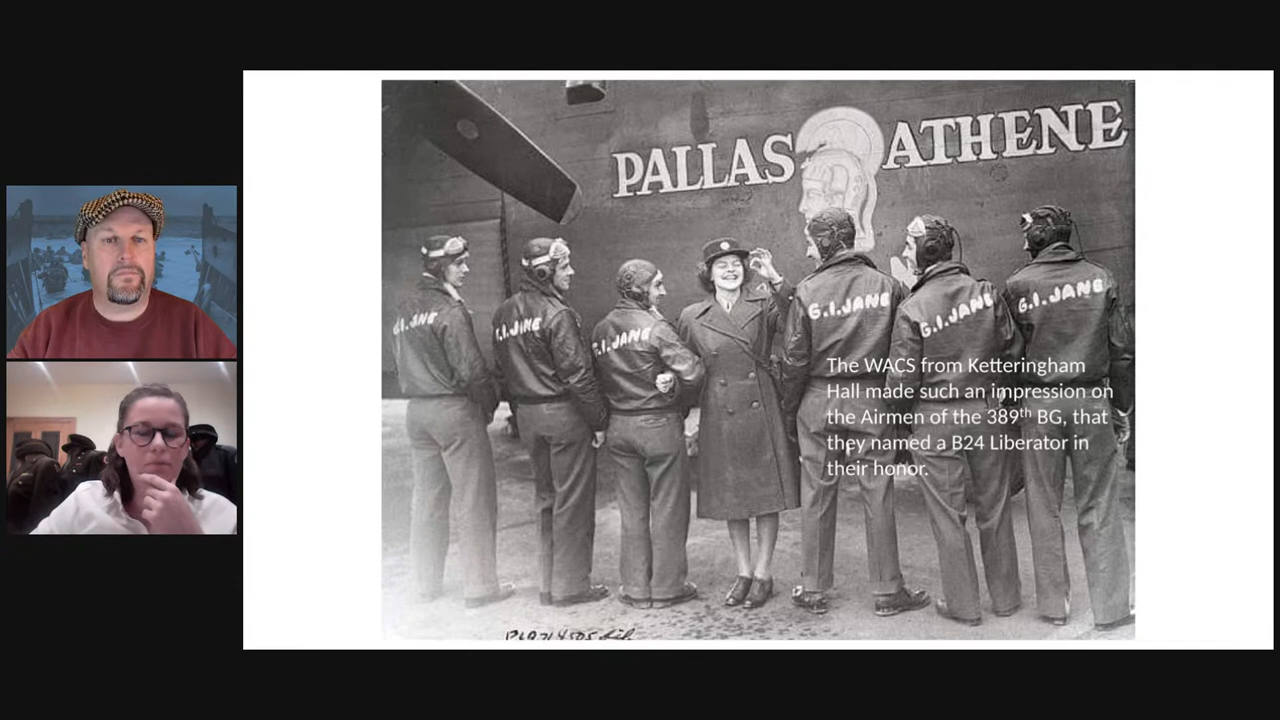 PALLAS ATHENE
G.I.JANE
G.I.JANE
G.I.JANE
G.I.JANE
G.I.JANE
G.I.JANE
The WACS from Ketteringham
Hall made such an impression on
the Airmen of the 389th BG, that
they named a B24 Liberator in
their honor.